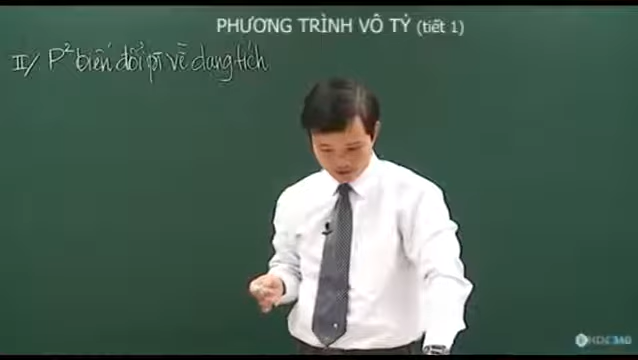 PHƯƠNG TRÌNH VÔ TỶ (tiết 1)
II/ P² biến đổi pt về dạng tích